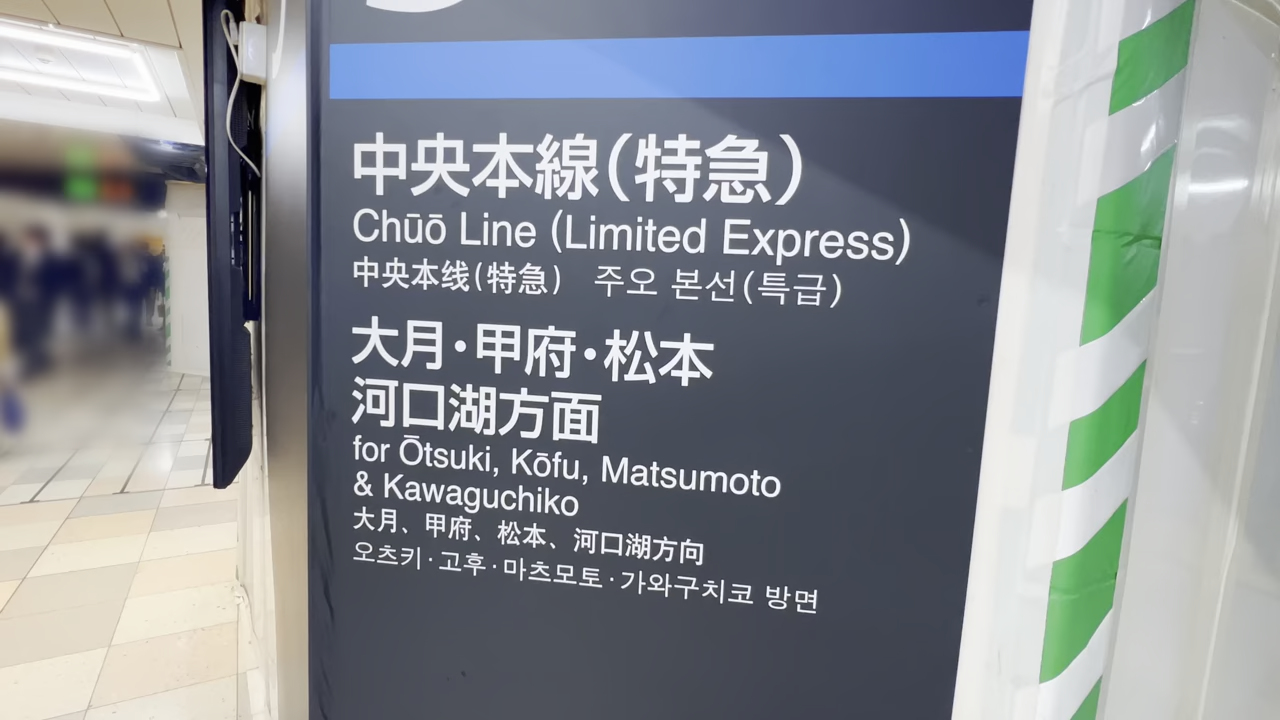 中央本線(特急)
Chūō Line (Limited Express)
中央本线(特急) 주오 본선(특급)
大月・甲府・松本
河口湖方面
for Ōtsuki, Kōfu, Matsumoto
& Kawaguchiko
大月、甲府、松本、河口湖方向
오츠키·고후·마츠모토·가와구치코 방면